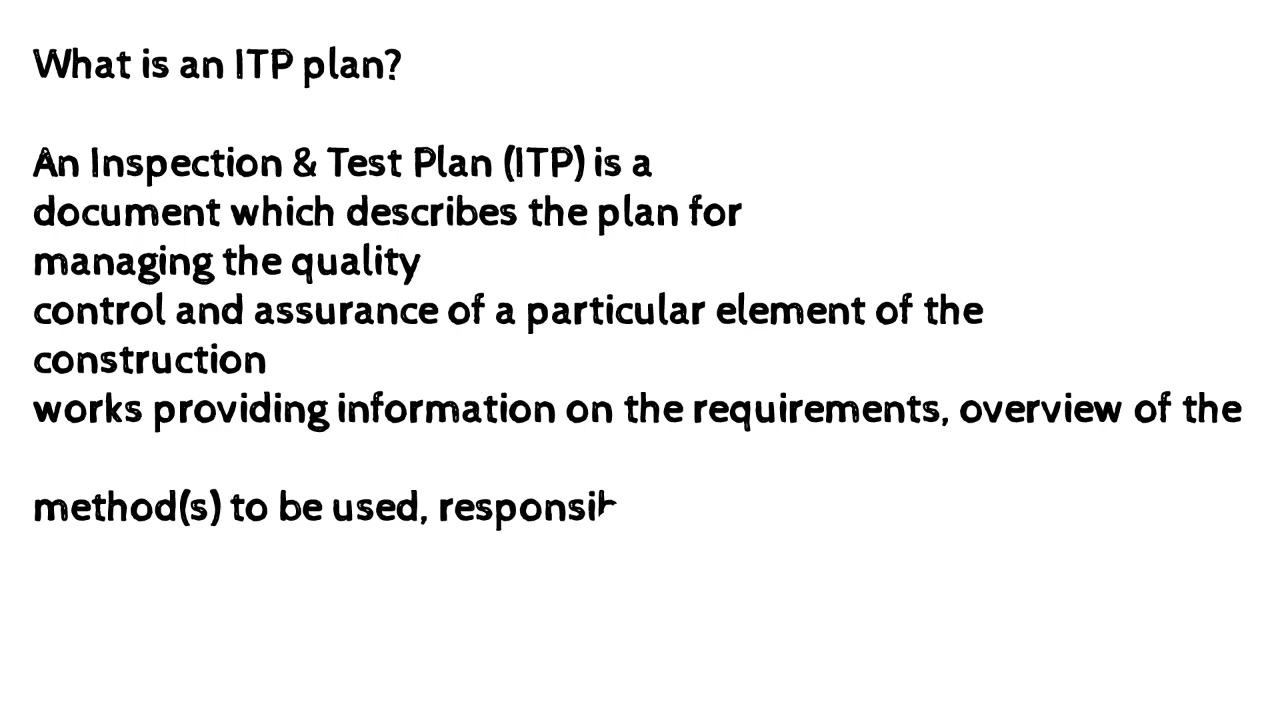 What is an ITP plan?
An Inspection & Test Plan (ITP) is a
document which describes the plan for
managing the quality
control and assurance of a particular element of the
construction
works providing information on the requirements, overview of the
method(s) to be used,